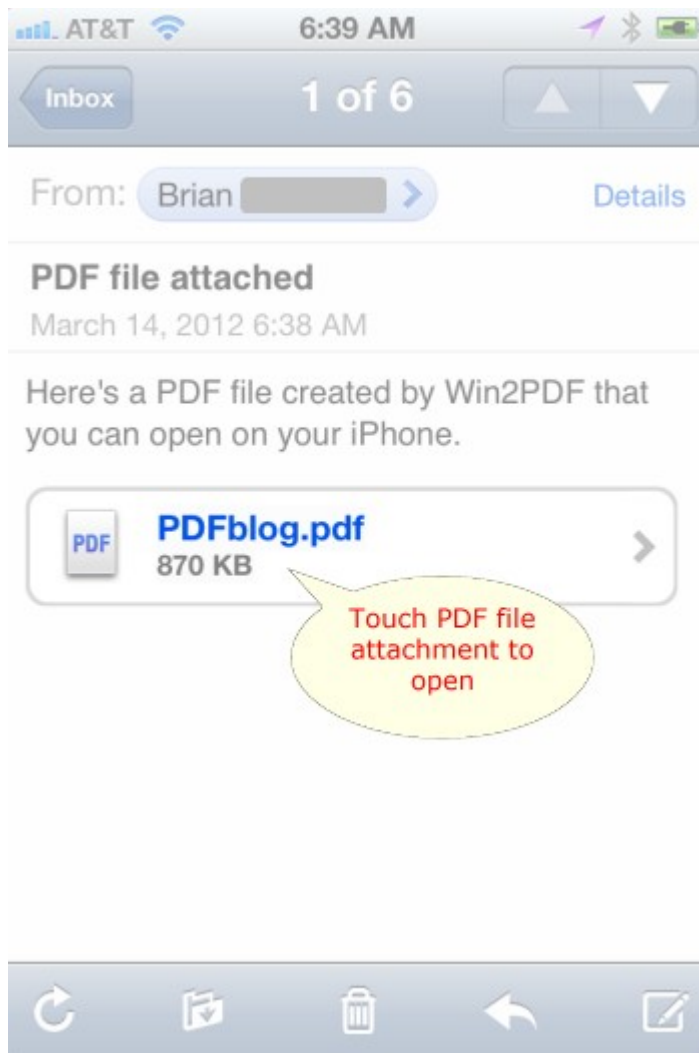 AT&T 6:39 AM
Inbox 1 of 6
From: Brian Details
PDF file attached
March 14, 2012 6:38 AM
Here's a PDF file created by Win2PDF that
you can open on your iPhone.
PDF PDFblog.pdf
870 KB
Touch PDF file
attachment to
open